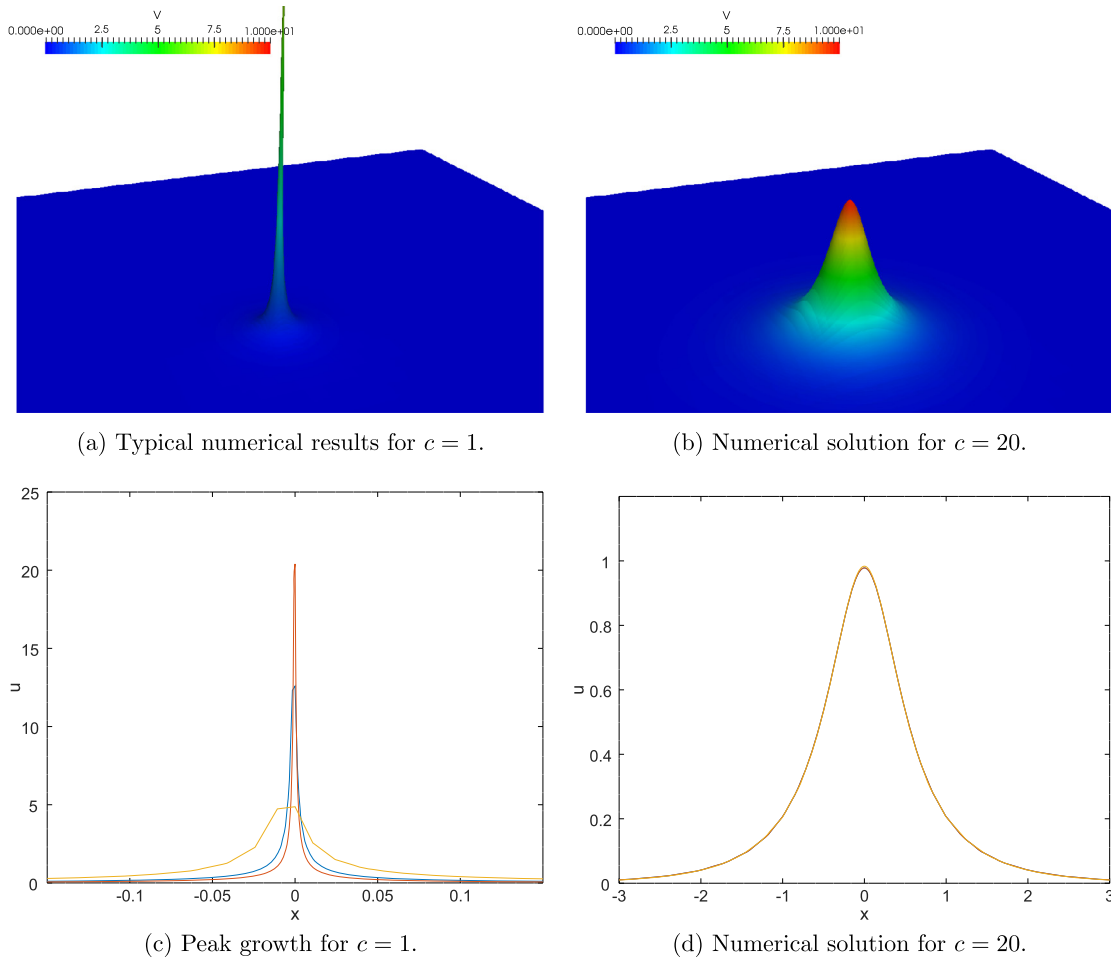 V
0.000e+00 2.5 5 7.5 1.000e+01
V
0.000e+00 2.5 5 7.5 1.000e+01
(a) Typical numerical results for c = 1.
(b) Numerical solution for c = 20.
25
20
15
10
5
0
u
-0.1 -0.05 0 0.05 0.1
x
1
0.8
0.6
0.4
0.2
0
u
-3 -2 -1 0 1 2 3
x
(c) Peak growth for c = 1.
(d) Numerical solution for c = 20.